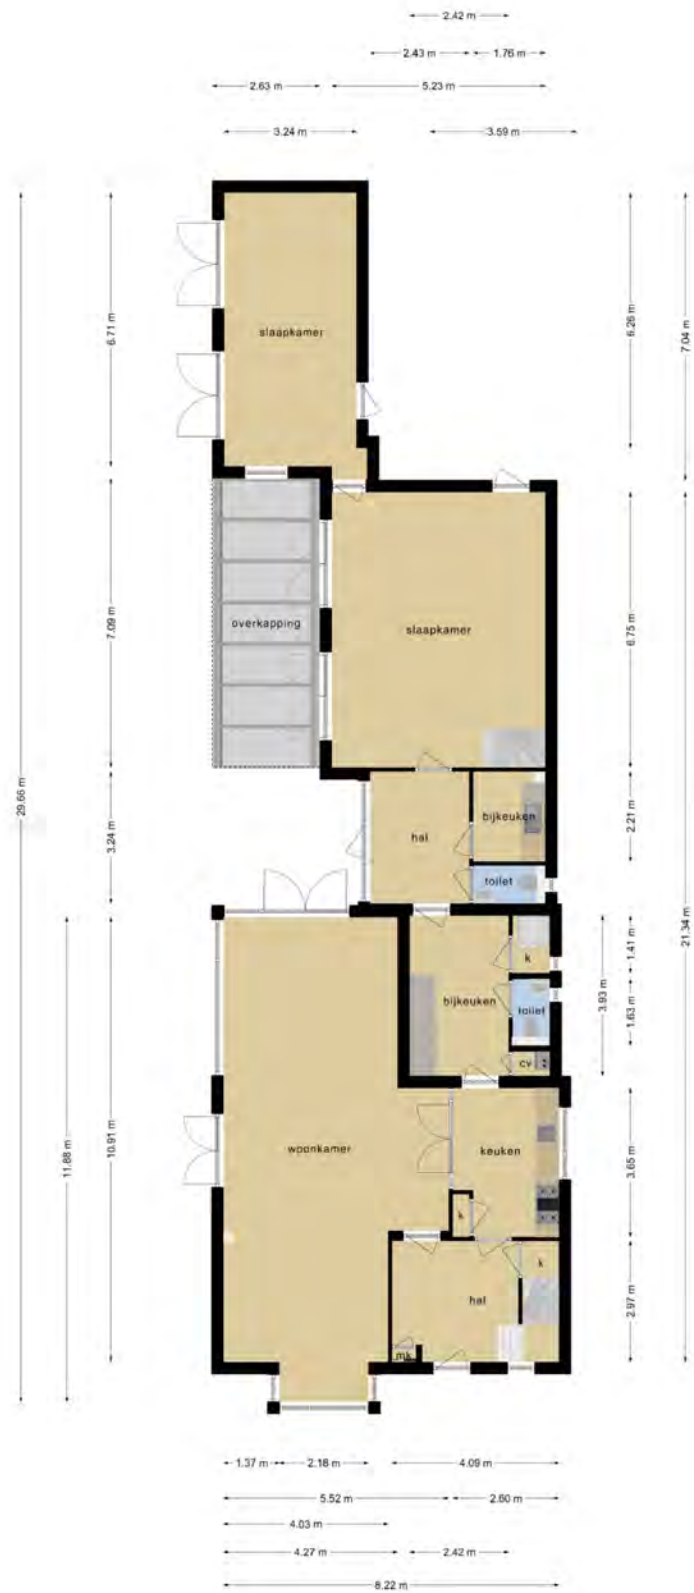 2.42 m
2.43 m
1.76 m
2.63 m
5.23 m
3.24 m
3.59 m
slaapkamer
6.71 m
6.26 m
7.04 m
overkapping
slaapkamer
7.09 m
6.75 m
29.66 m
hal
bijkeuken
3.24 m
2.21 m
toilet
21.34 m
k
1.41 m
bijkeuken
toilet
3.93 m
1.63 m
cv
woonkamer
keuken
11.88 m
10.91 m
3.65 m
k
k
hal
2.97 m
mk
1.37 m
2.18 m
4.09 m
5.52 m
2.60 m
4.03 m
4.27 m
2.42 m
8.22 m